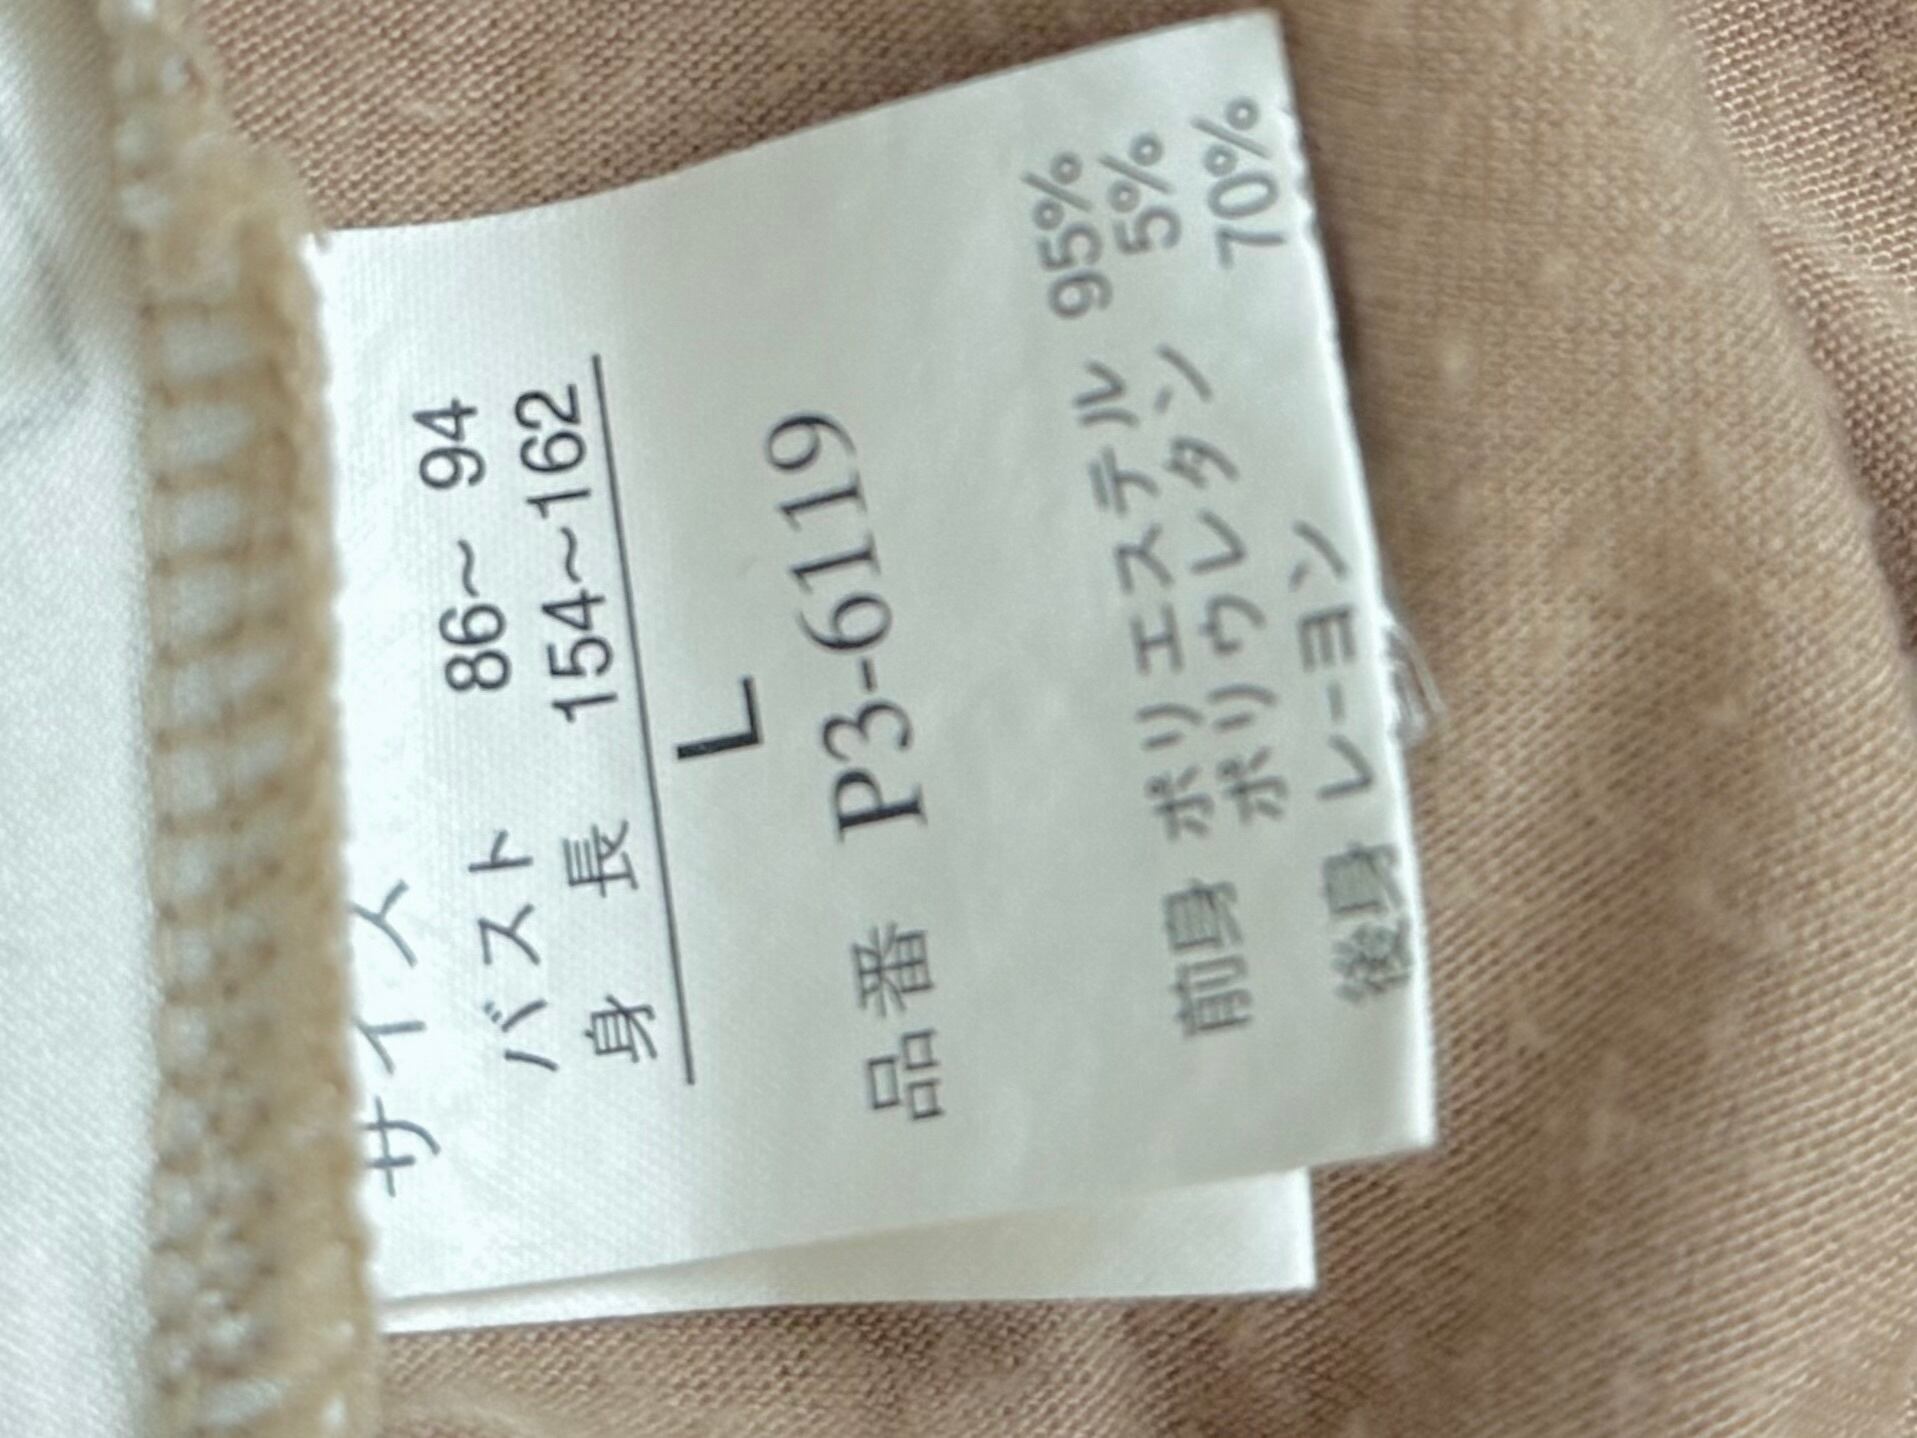 サイズ
バスト 86～ 94
身 長 154～162
L
品番 P3-6119
前身 ポリエステル 95%
ポリウレタン 5%
後身 レーヨン 70%